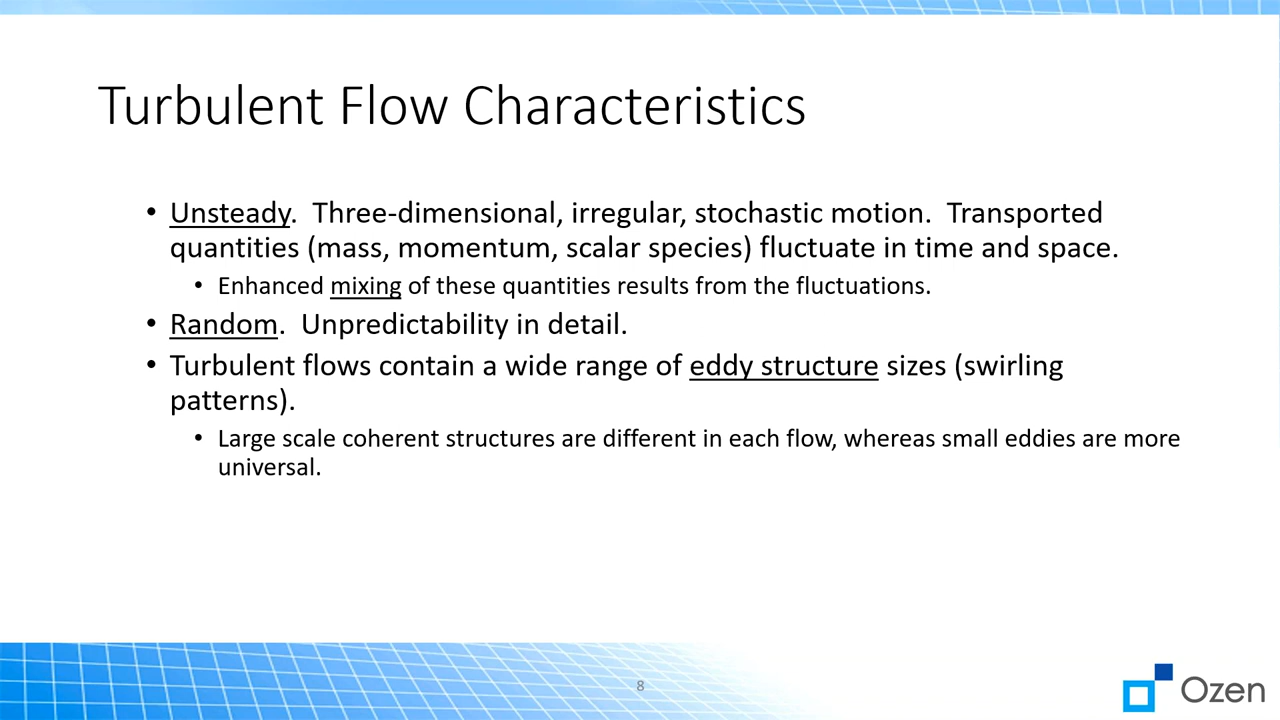 Turbulent Flow Characteristics
• Unsteady. Three-dimensional, irregular, stochastic motion. Transported
quantities (mass, momentum, scalar species) fluctuate in time and space.
• Enhanced mixing of these quantities results from the fluctuations.
• Random. Unpredictability in detail.
• Turbulent flows contain a wide range of eddy structure sizes (swirling
patterns).
• Large scale coherent structures are different in each flow, whereas small eddies are more
universal.
8
Ozen